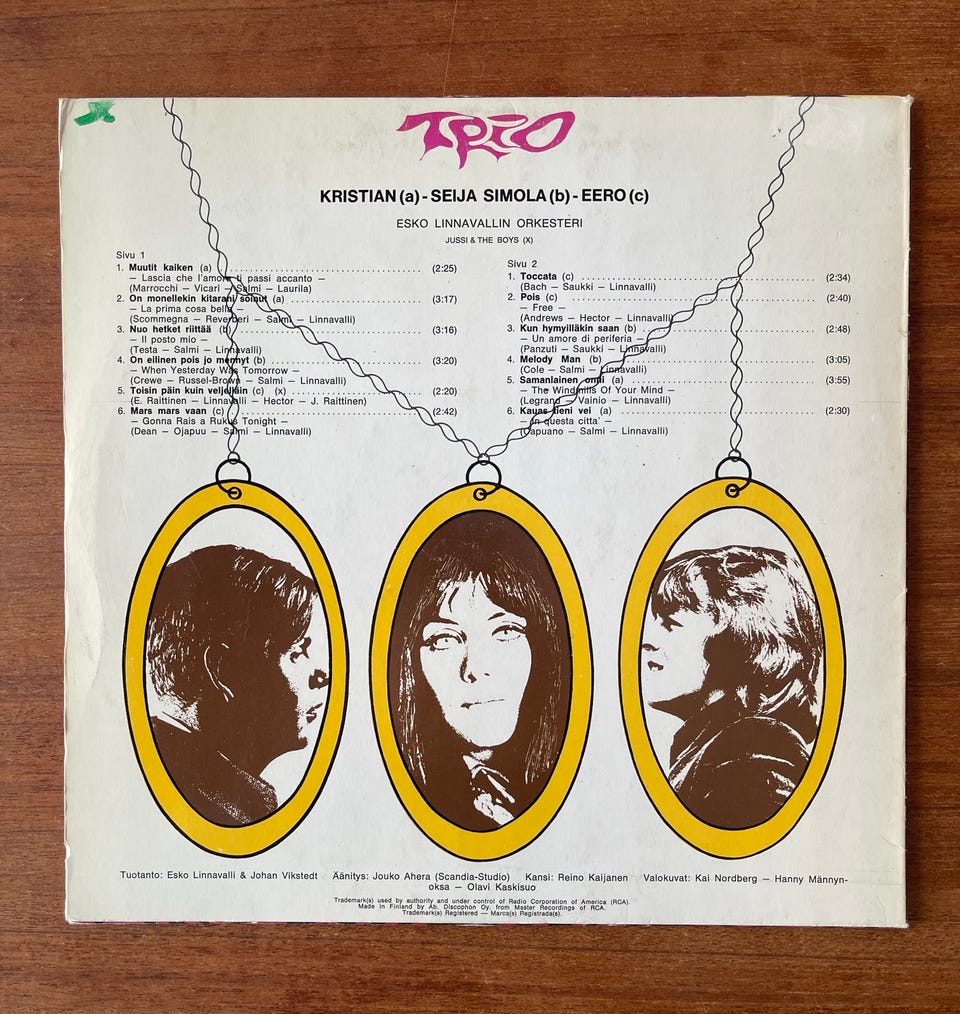 TRIO
KRISTIAN (a) - SEIJA SIMOLA (b) - EERO (c)
ESKO LINNAVALLIN ORKESTERI
JUSSI & THE BOYS (X)
Sivu 1
1. Muutit kaiken (a) (2:25)
— Lascia che l'amore ti passi accanto —
(Marrocchi — Vicari — Salmi — Laurila)
2. On monellekin kitarani soinut (a) (3:17)
— La prima cosa bella —
(Scommegna — Reverberi — Salmi — Linnavalli)
3. Nuo hetket riittää (b) (3:16)
— Il posto mio —
(Testa — Salmi — Linnavalli)
4. On eilinen pois jo mennyt (b) (3:20)
— When Yesterday Was Tomorrow —
(Crewe — Russel-Brown — Salmi — Linnavalli)
5. Toisin päin kuin veljelläin (c) (x) (2:20)
(E. Raittinen — Linnavalli — Hector — J. Raittinen)
6. Mars mars vaan (c) (2:42)
— Gonna Rais a Rukus Tonight —
(Dean — Ojapuu — Salmi — Linnavalli)
Sivu 2
1. Toccata (c) (2:34)
(Bach — Saukki — Linnavalli)
2. Pois (c) (2:40)
— Free —
(Andrews — Hector — Linnavalli)
3. Kun hymyilläkin saan (b) (2:48)
— Un amore di periferia —
(Panzuti — Saukki — Linnavalli)
4. Melody Man (b) (3:05)
(Cole — Salmi — Linnavalli)
5. Samanlainen onni (a) (3:55)
— The Windmills Of Your Mind —
(Legrand — Vainio — Linnavalli)
6. Kauas tieni vei (a) (2:30)
— In questa citta' —
(Capuano — Salmi — Linnavalli)
Tuotanto: Esko Linnavalli & Johan Vikstedt Äänitys: Jouko Ahera (Scandia-Studio) Kansi: Reino Kaijanen Valokuvat: Kai Nordberg — Hanny Männyn-
oksa — Olavi Kaskisuo
Trademark(s) used by authority and under control of Radio Corporation of America (RCA).
Made in Finland by Ab. Discophon Oy. from Master Recordings of RCA.
Trademark(s) Registered — Marca(s) Registrada(s).